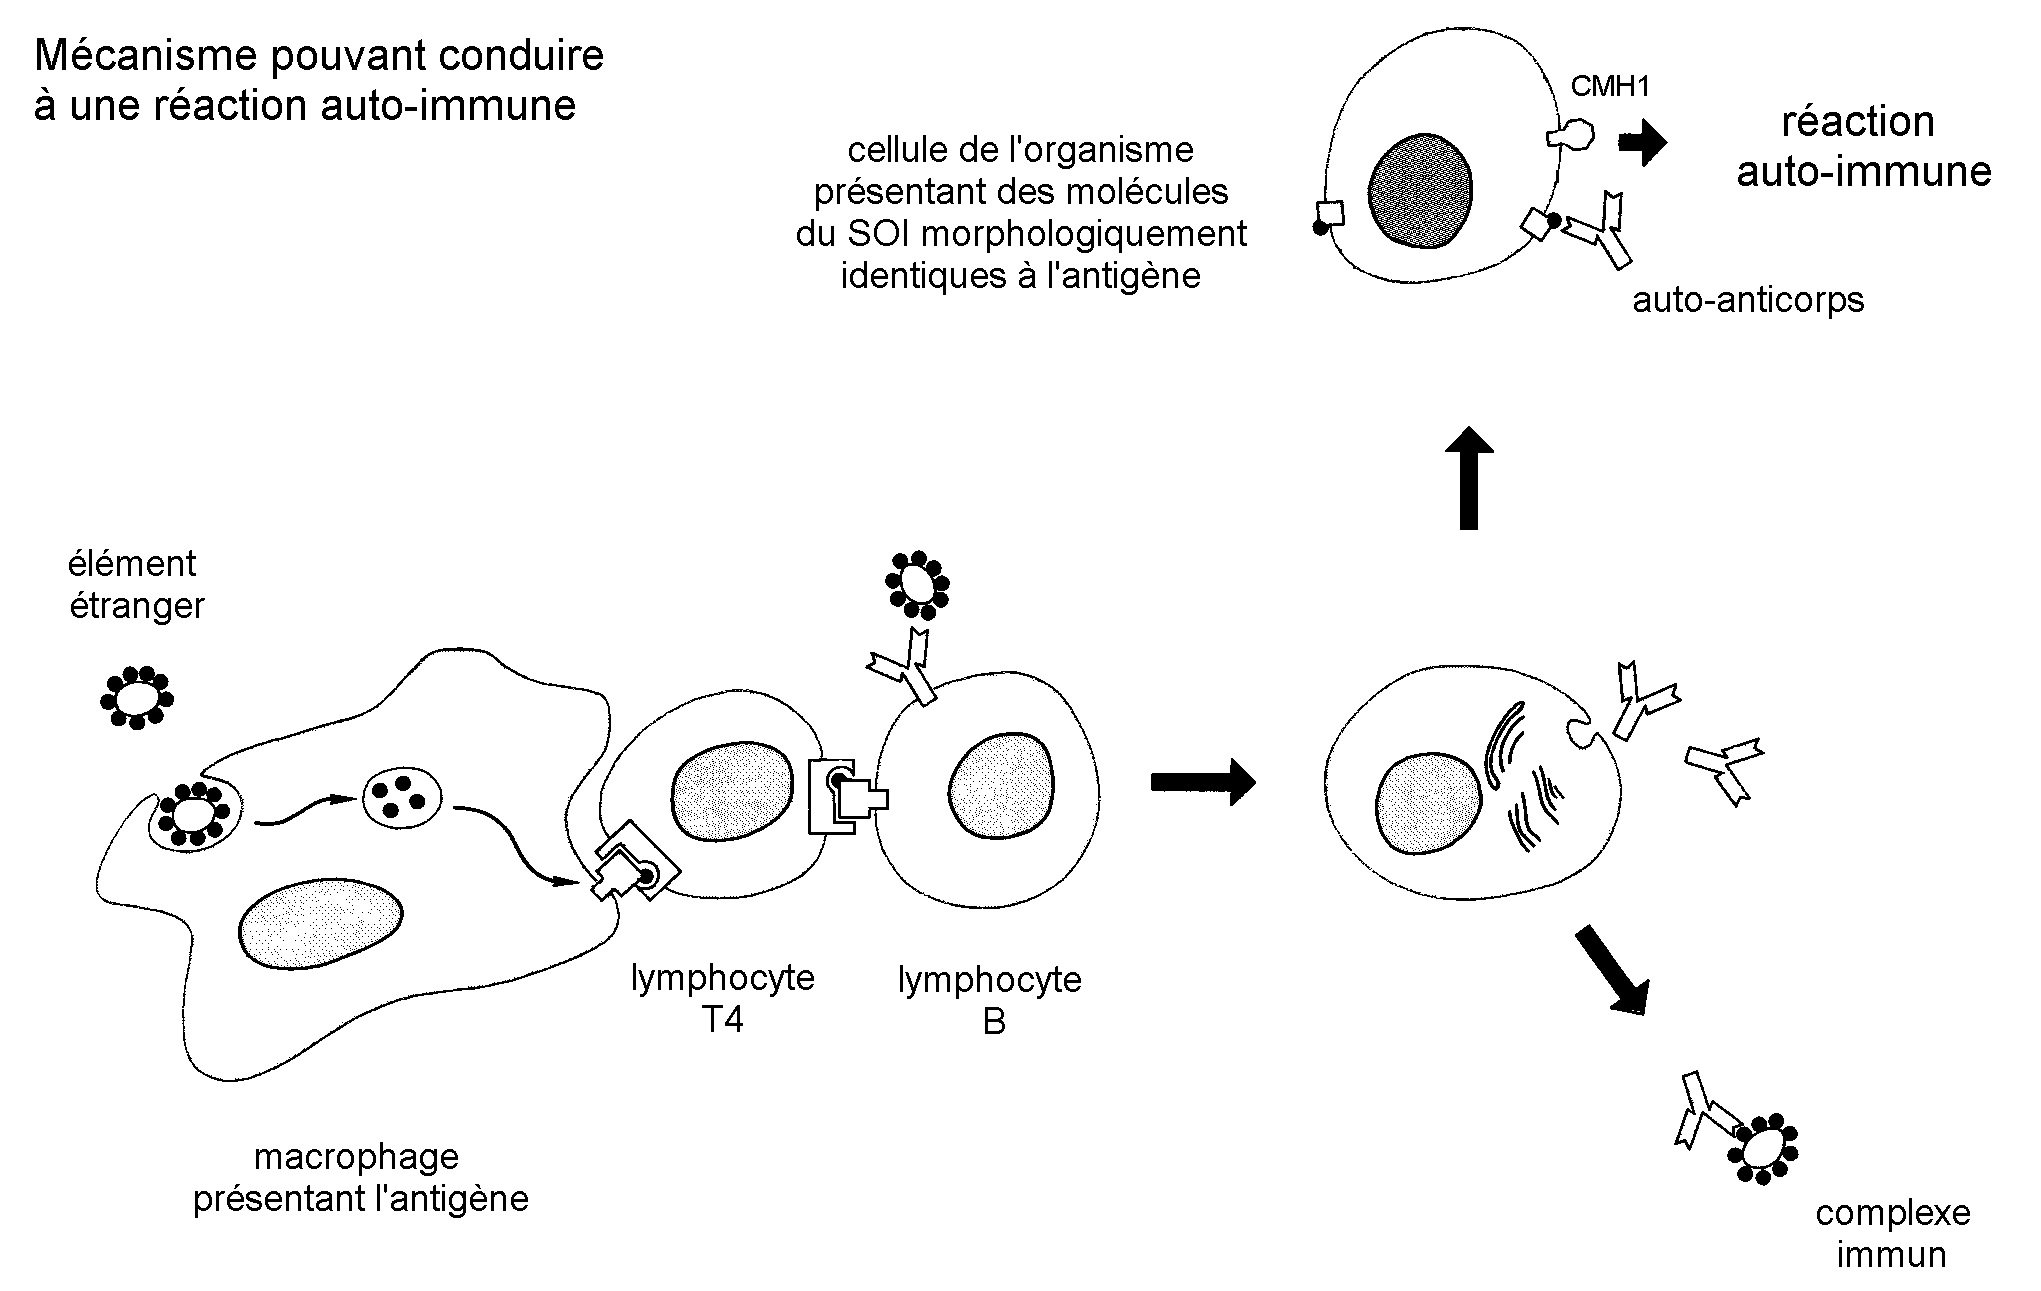 Mécanisme pouvant conduire
à une réaction auto-immune
CMH1
réaction
auto-immune
cellule de l'organisme
présentant des molécules
du SOI morphologiquement
identiques à l'antigène
auto-anticorps
élément
étranger
lymphocyte
T4
lymphocyte
B
macrophage
présentant l'antigène
complexe
immun